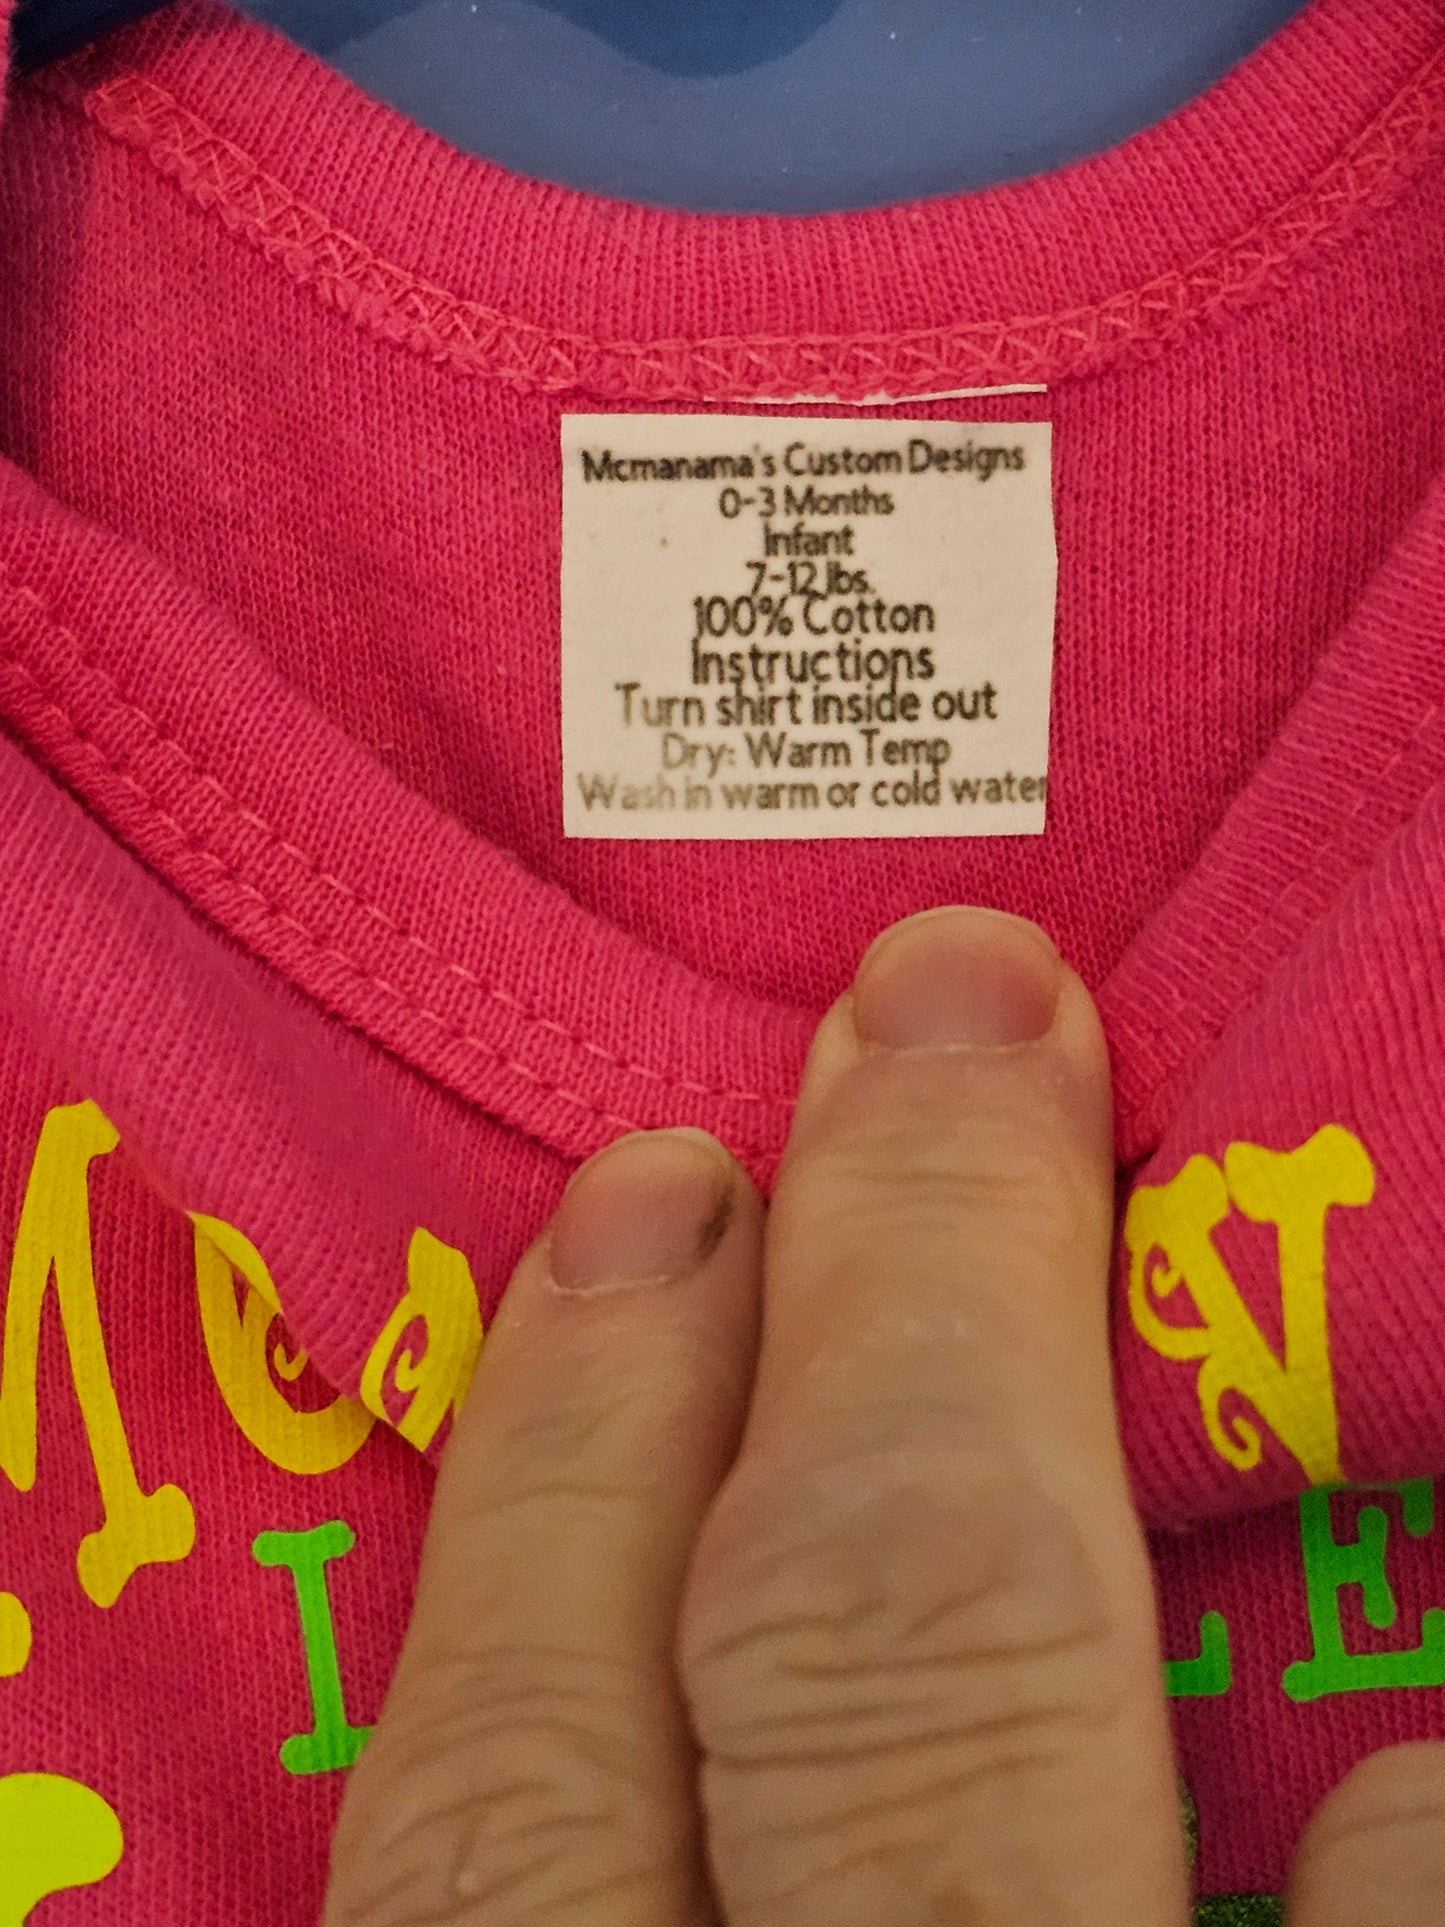 Mcmanama's Custom Designs
0-3 Months
Infant
7-12 lbs.
100% Cotton
Instructions
Turn shirt inside out
Dry: Warm Temp
Wash in warm or cold water